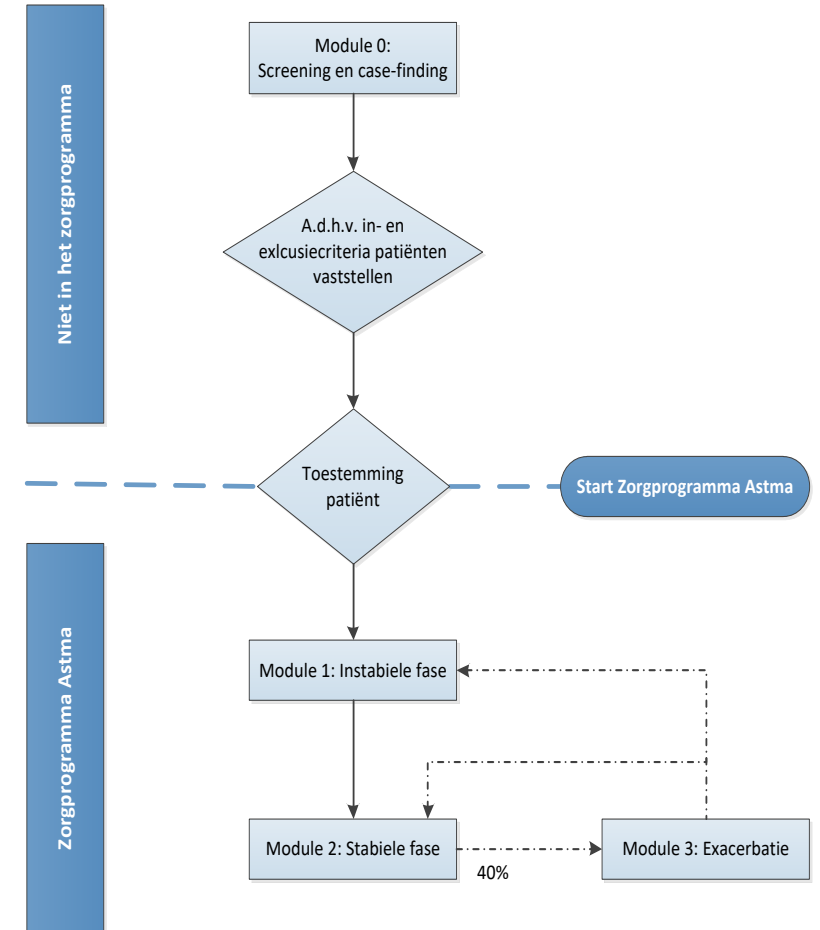 Niet in het zorgprogramma
Module 0:
Screening en case-finding
A.d.h.v. in- en
exlcusiecriteria patiënten
vaststellen
Toestemming
patiënt
Start Zorgprogramma Astma
Zorgprogramma Astma
Module 1: Instabiele fase
Module 2: Stabiele fase
40%
Module 3: Exacerbatie